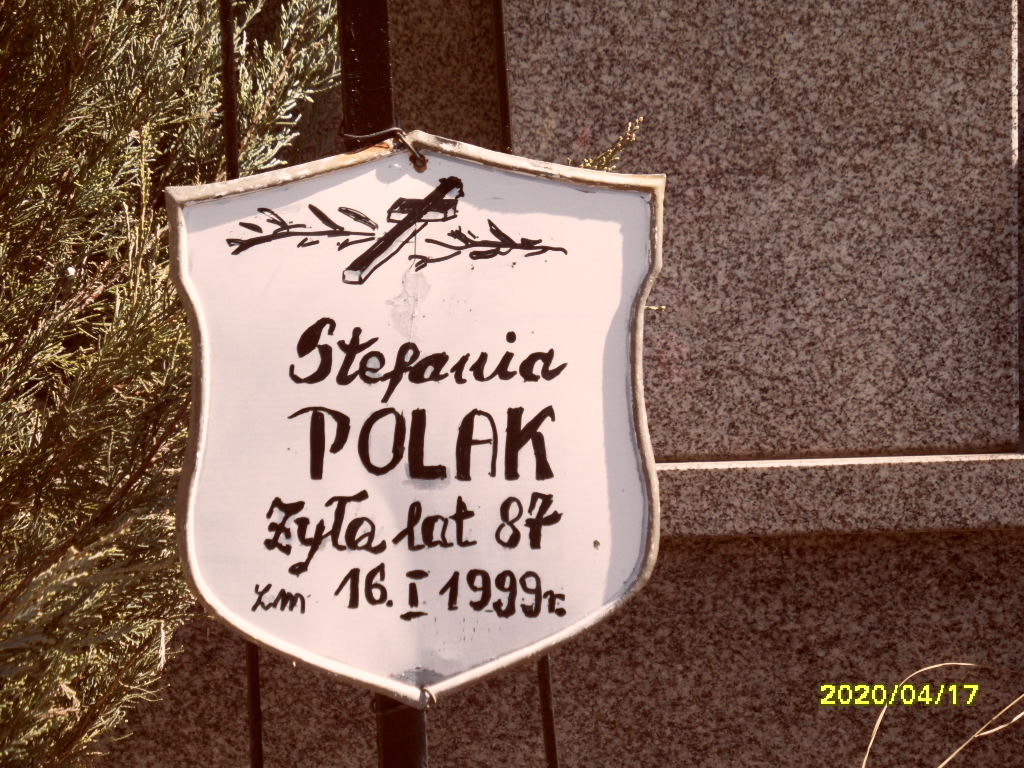 Stefania
POLAK
Żyła lat 87
zm 16. I 1999r.
2020/04/17